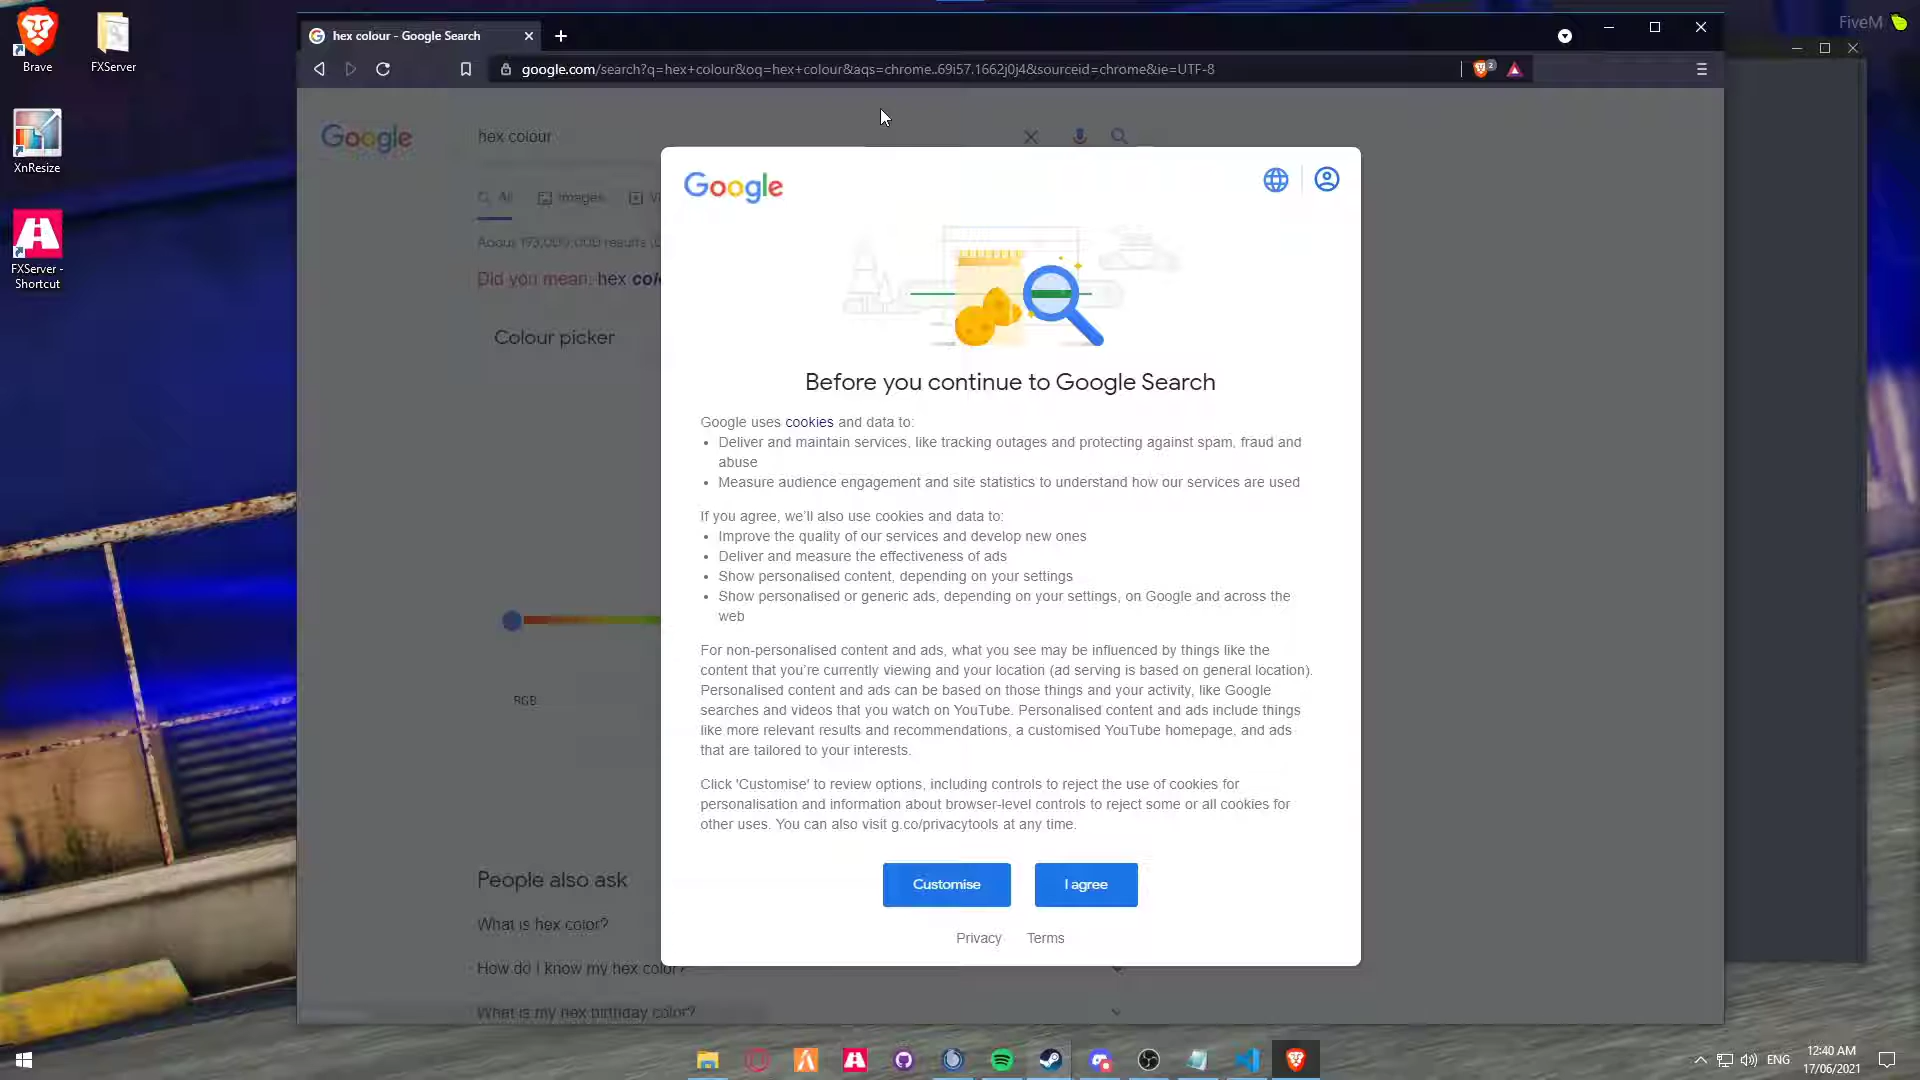 FiveM
Brave
FXServer
XnResize
FXServer -
Shortcut
hex colour - Google Search
google.com/search?q=hex+colour&oq=hex+colour&aqs=chrome..69i57.1662j0j4&sourceid=chrome&ie=UTF-8
2
Google
hex colour
All
Images
About 193,000,000 results
Did you mean: hex
Colour picker
RGB
People also ask
What is hex color?
How do I know my hex color?
What is my hex birthday color?
Google
Before you continue to Google Search
Google uses cookies and data to:
• Deliver and maintain services, like tracking outages and protecting against spam, fraud and
abuse
• Measure audience engagement and site statistics to understand how our services are used
If you agree, we'll also use cookies and data to:
• Improve the quality of our services and develop new ones
• Deliver and measure the effectiveness of ads
• Show personalised content, depending on your settings
• Show personalised or generic ads, depending on your settings, on Google and across the
web
For non-personalised content and ads, what you see may be influenced by things like the
content that you're currently viewing and your location (ad serving is based on general location).
Personalised content and ads can be based on those things and your activity, like Google
searches and videos that you watch on YouTube. Personalised content and ads include things
like more relevant results and recommendations, a customised YouTube homepage, and ads
that are tailored to your interests.
Click 'Customise' to review options, including controls to reject the use of cookies for
personalisation and information about browser-level controls to reject some or all cookies for
other uses. You can also visit g.co/privacytools at any time.
Customise
I agree
Privacy
Terms
ENG
12:40 AM
17/06/2021